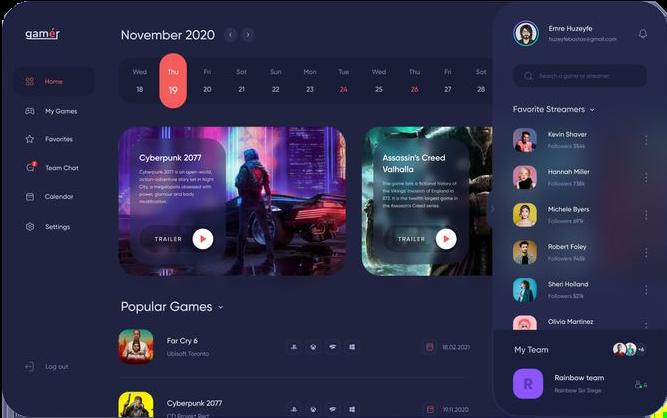 gamér
Home
My Games
Favorites
Team Chat
Calendar
Settings
Log out
November 2020
Wed Thu Fri Sat Sun Mon Tue Wed Thu Fri Sat
18 19 20 21 22 23 24 25 26 27 28
Cyberpunk 2077
Cyberpunk 2077 is an open-world,
action-adventure story set in Night
City, a megalopolis obsessed with
power, glamour and body
modification.
TRAILER
Assassin's Creed
Valhalla
The game tells a fictional history of
the Vikings' invasion of England in
873. It is the twelfth largest game in
the Assassin's Creed series.
TRAILER
Popular Games
Far Cry 6
Ubisoft Toronto
18.02.2021
Cyberpunk 2077
CD Projekt Red
19.11.2020
Emre Huzeyfe
huzeyfebostas@gmail.com
Search a game or streamer
Favorite Streamers
Kevin Shaver
Followers 354k
Hannah Miller
Followers 738k
Michele Byers
Followers 697k
Robert Foley
Followers
Sheri Holland
Followers 521k
Olivia Martinez
My Team
+6
R
Rainbow team
Rainbow Six Siege
4